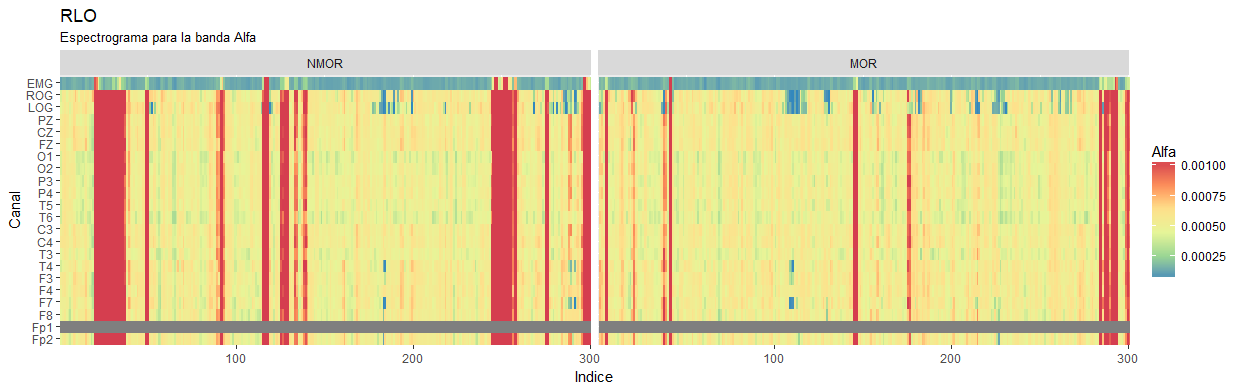 RLO
Espectrograma para la banda Alfa
NMOR
MOR
EMG
ROG
LOG
PZ
CZ
FZ
O1
O2
P3
P4
T5
T6
C3
C4
T3
T4
F3
F4
F7
F8
Fp1
Fp2
Canal
100
200
300
100
200
300
Indice
Alfa
0.00100
0.00075
0.00050
0.00025